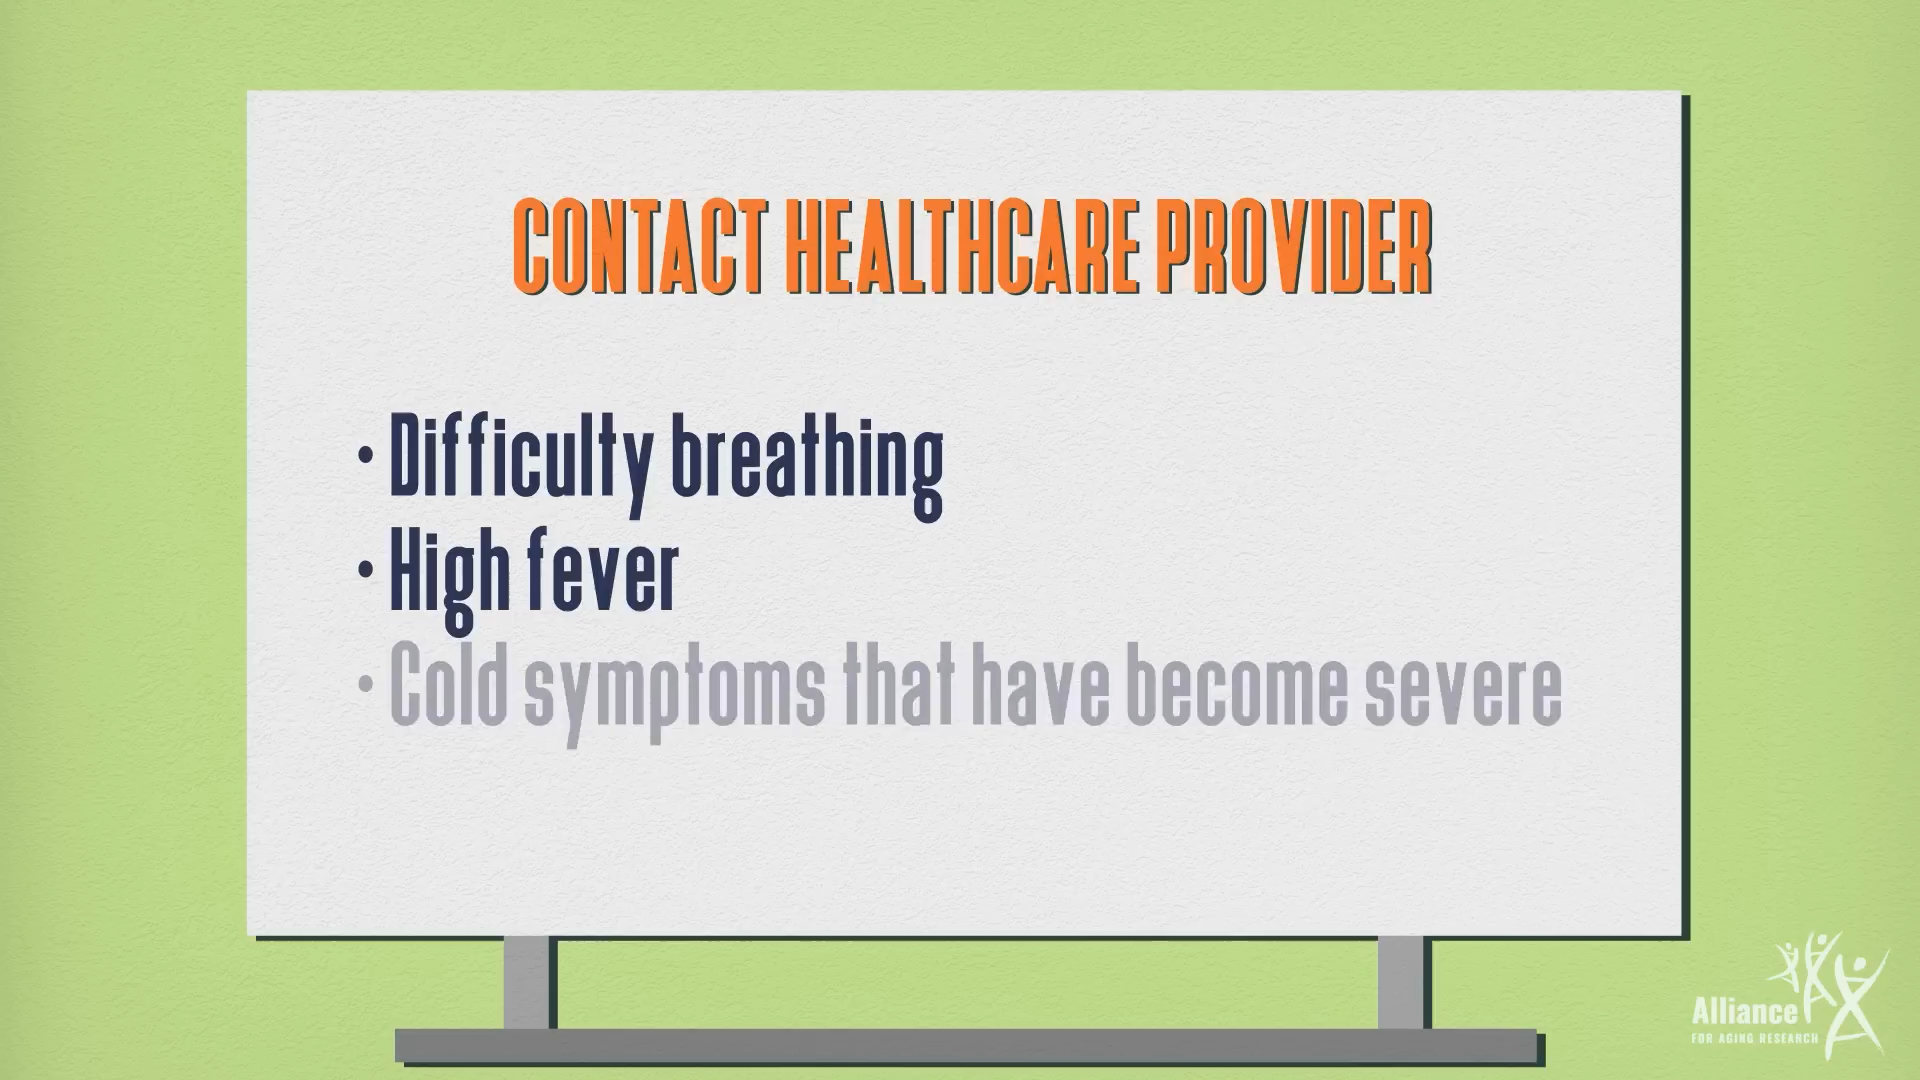 CONTACT HEALTHCARE PROVIDER
• Difficulty breathing
• High fever
• Cold symptoms that have become severe
Alliance
FOR AGING RESEARCH